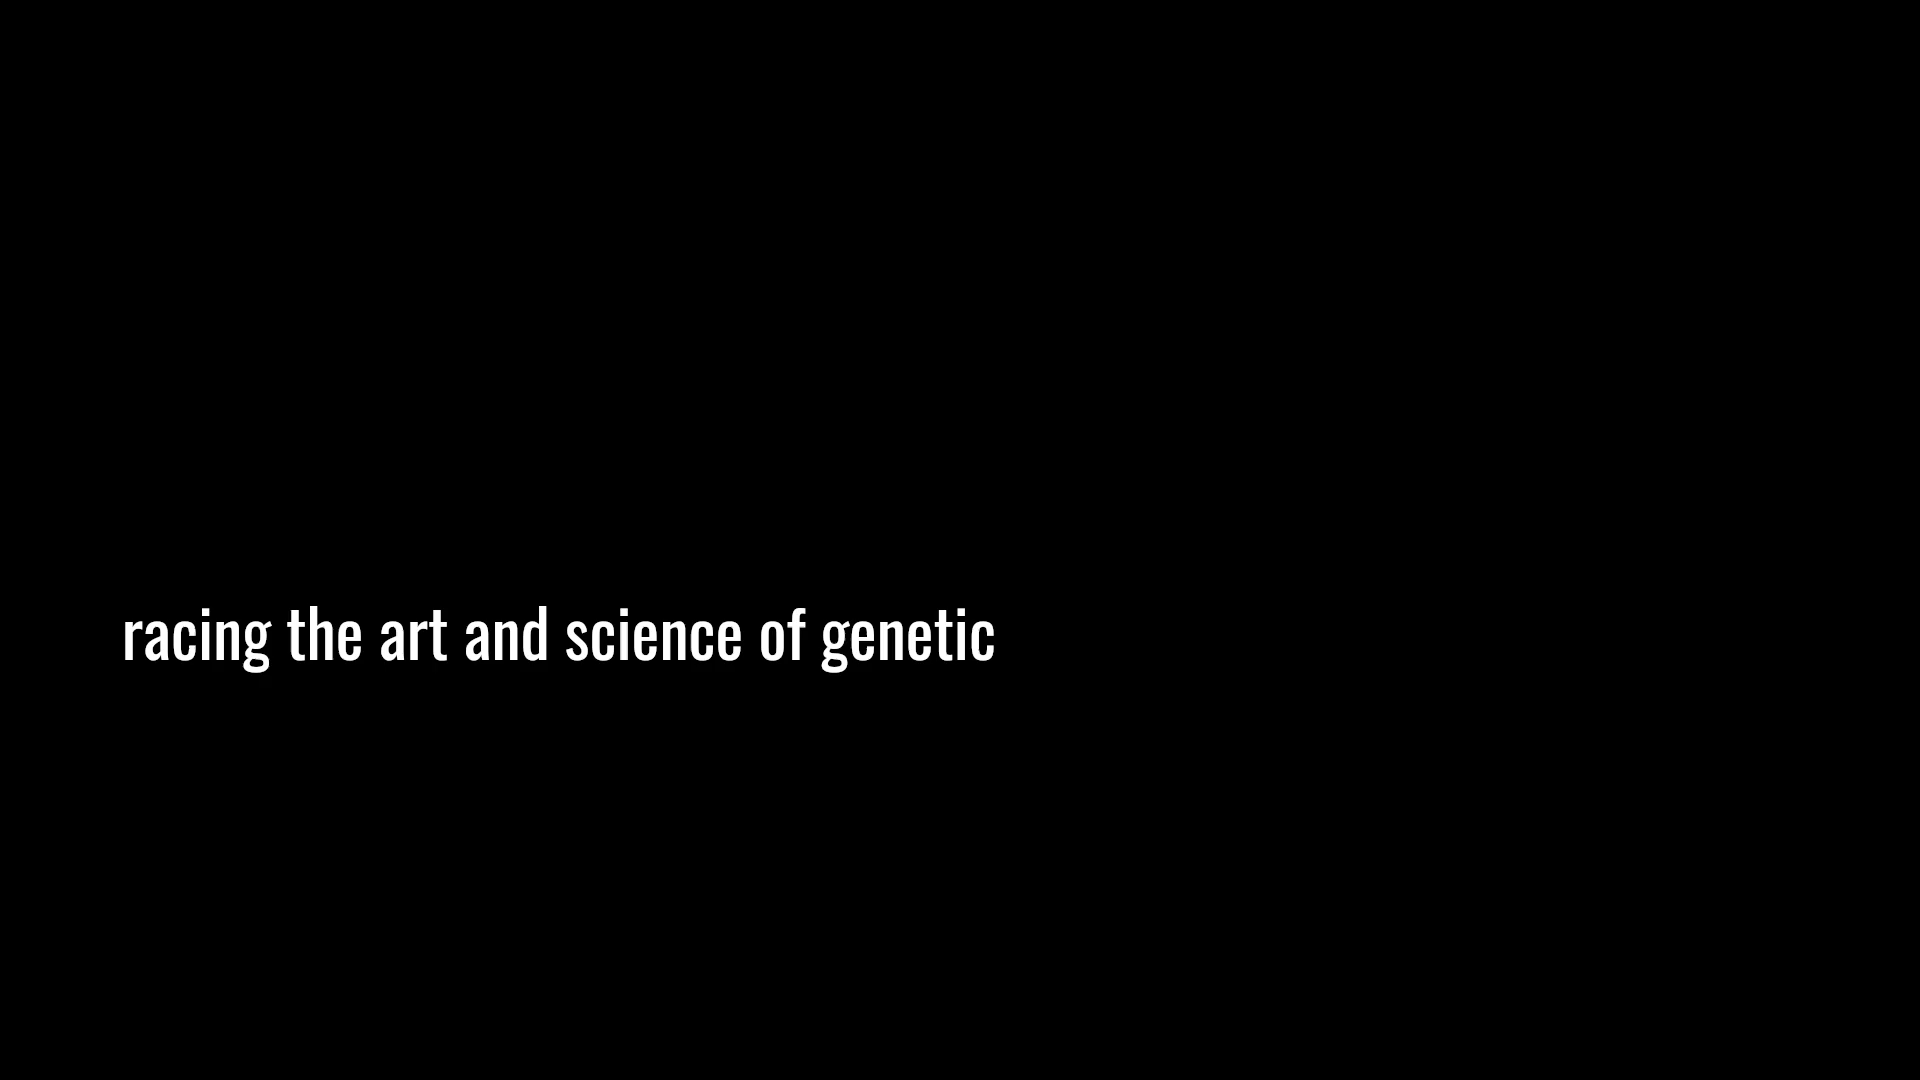 racing the art and science of genetic